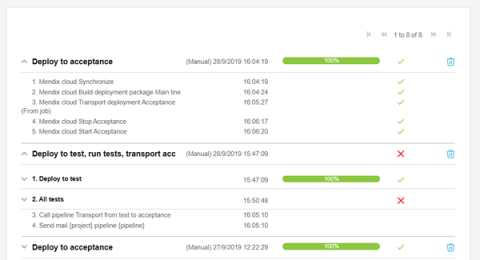 1 to 8 of 8
Deploy to acceptance (Manual) 28/9/2019 16:04:19 100%
1. Mendix cloud Synchronize 16:04:19
2. Mendix cloud Build deployment package Main line 16:04:24
3. Mendix cloud Transport deployment Acceptance 16:05:27
(From job)
4. Mendix cloud Stop Acceptance 16:06:17
5. Mendix cloud Start Acceptance 16:06:20
Deploy to test, run tests, transport acc (Manual) 28/9/2019 15:47:09
1. Deploy to test 15:47:09 100%
2. All tests 15:50:48
3. Call pipeline Transport from test to acceptance 16:05:10
4. Send mail {project} pipeline {pipeline} 16:05:10
Deploy to acceptance (Manual) 27/9/2019 12:22:29 100%